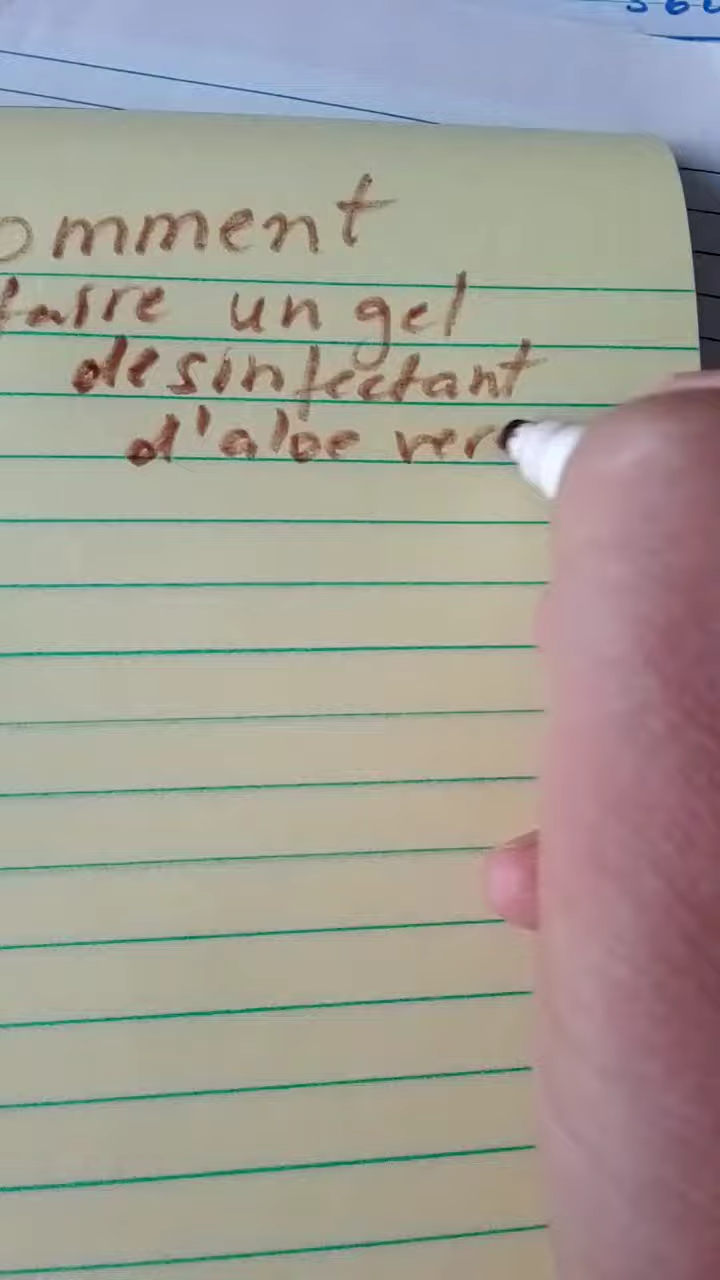 omment
faire un gel
desinfectant
d'aloe ver